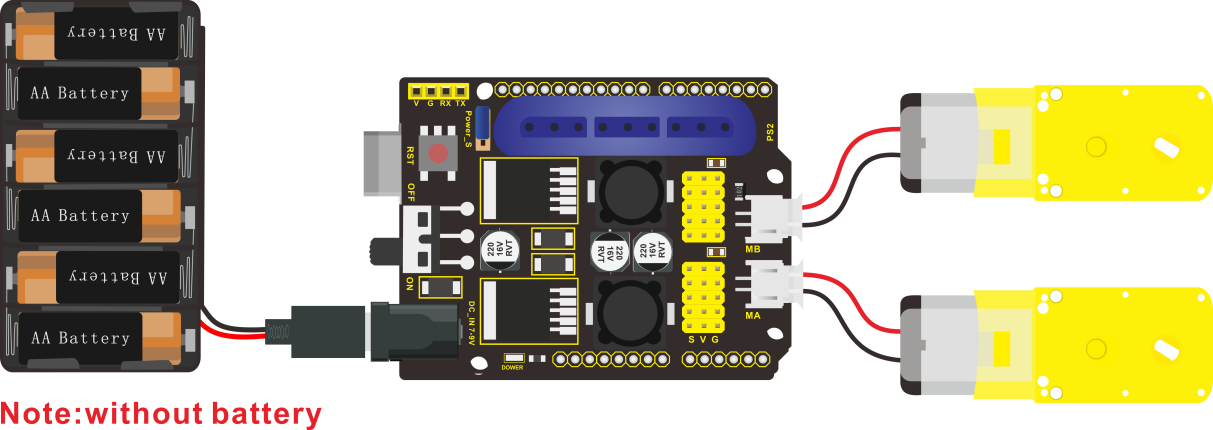 AA Battery
AA Battery
AA Battery
AA Battery
AA Battery
AA Battery
V G RX TX
Power_S
PS2
RST
OFF
ON
220 16V RVT
220 16V RVT
220 16V RVT
102
MB
MA
DC_IN 7-9V
S V G
DOWER
Note:without battery